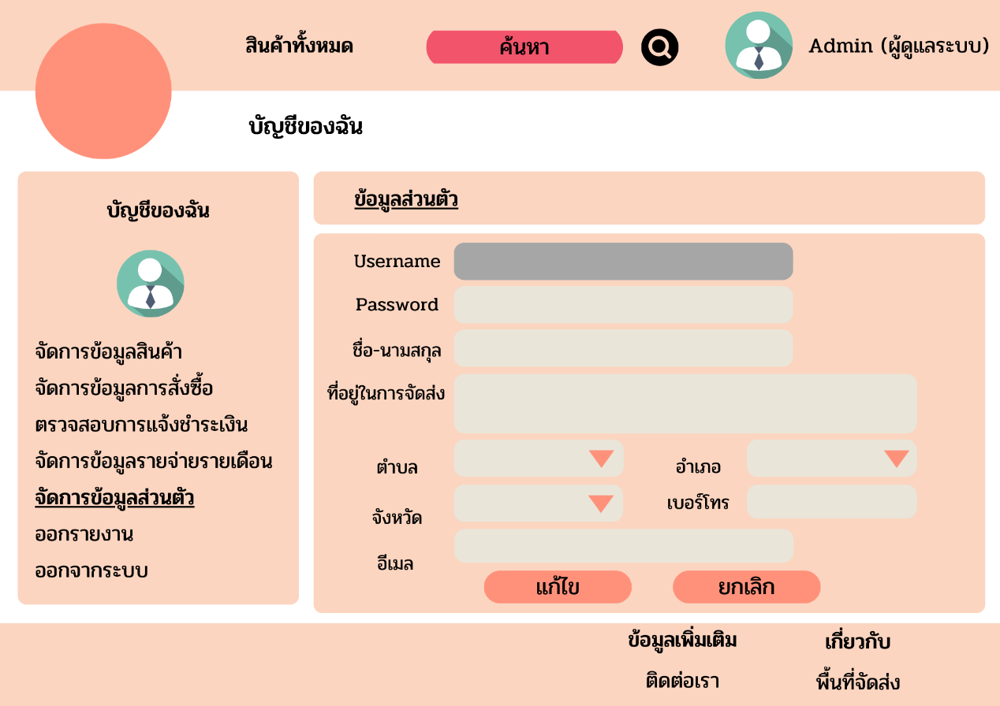 สินค้าทั้งหมด
ค้นหา
Admin (ผู้ดูแลระบบ)
บัญชีของฉัน
บัญชีของฉัน
จัดการข้อมูลสินค้า
จัดการข้อมูลการสั่งซื้อ
ตรวจสอบการแจ้งชำระเงิน
จัดการข้อมูลรายจ่ายรายเดือน
จัดการข้อมูลส่วนตัว
ออกรายงาน
ออกจากระบบ
ข้อมูลส่วนตัว
Username
Password
ชื่อ-นามสกุล
ที่อยู่ในการจัดส่ง
ตำบล
อำเภอ
จังหวัด
เบอร์โทร
อีเมล
แก้ไข
ยกเลิก
ข้อมูลเพิ่มเติม
เกี่ยวกับ
ติดต่อเรา
พื้นที่จัดส่ง